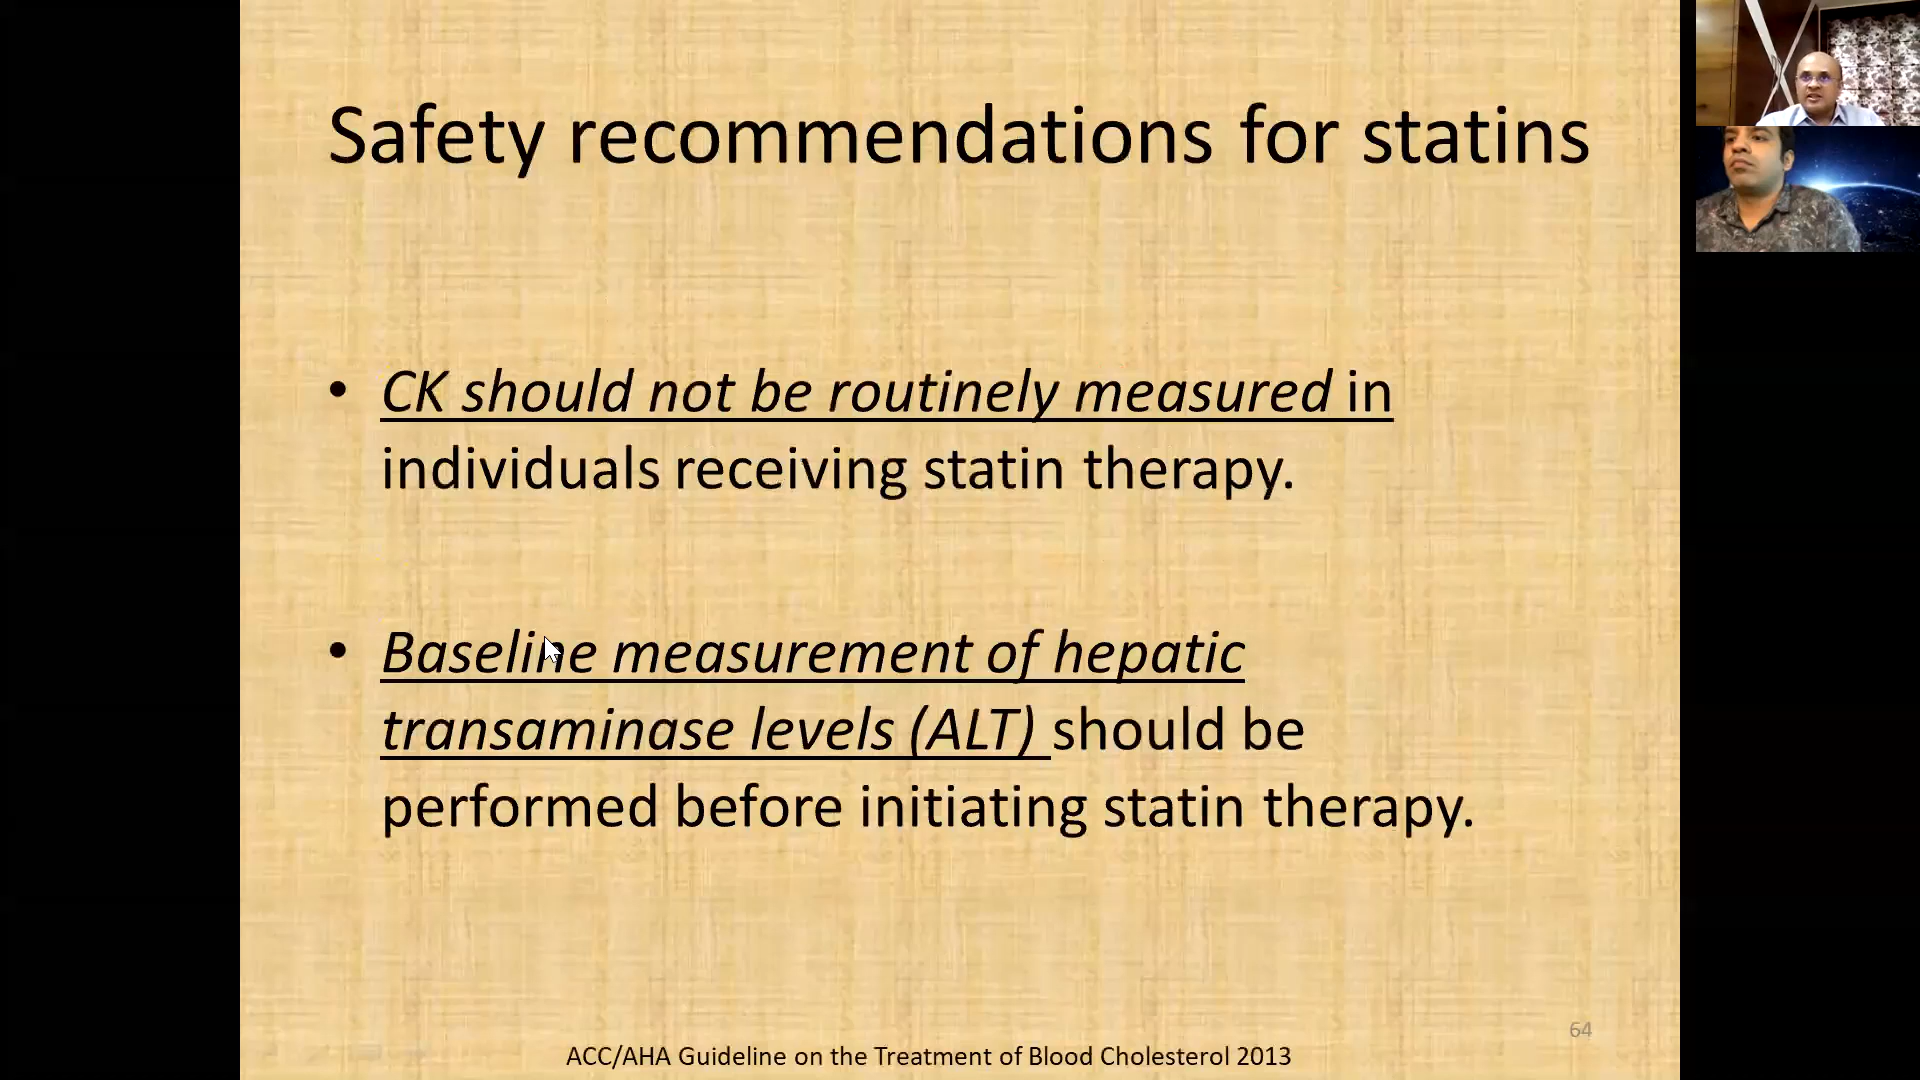 Safety recommendations for statins
• CK should not be routinely measured in
individuals receiving statin therapy.
• Baseline measurement of hepatic
transaminase levels (ALT) should be
performed before initiating statin therapy.
64
ACC/AHA Guideline on the Treatment of Blood Cholesterol 2013